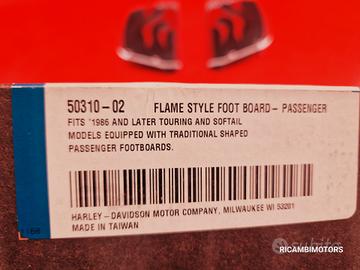 50310-02 FLAME STYLE FOOT BOARD- PASSENGER
FITS '1986 AND LATER TOURING AND SOFTAIL
MODELS EQUIPPED WITH TRADITIONAL SHAPED
PASSENGER FOOTBOARDS.
HARLEY-DAVIDSON MOTOR COMPANY, MILWAUKEE WI 53201
MADE IN TAIWAN
subito
RICAMBIMOTORS